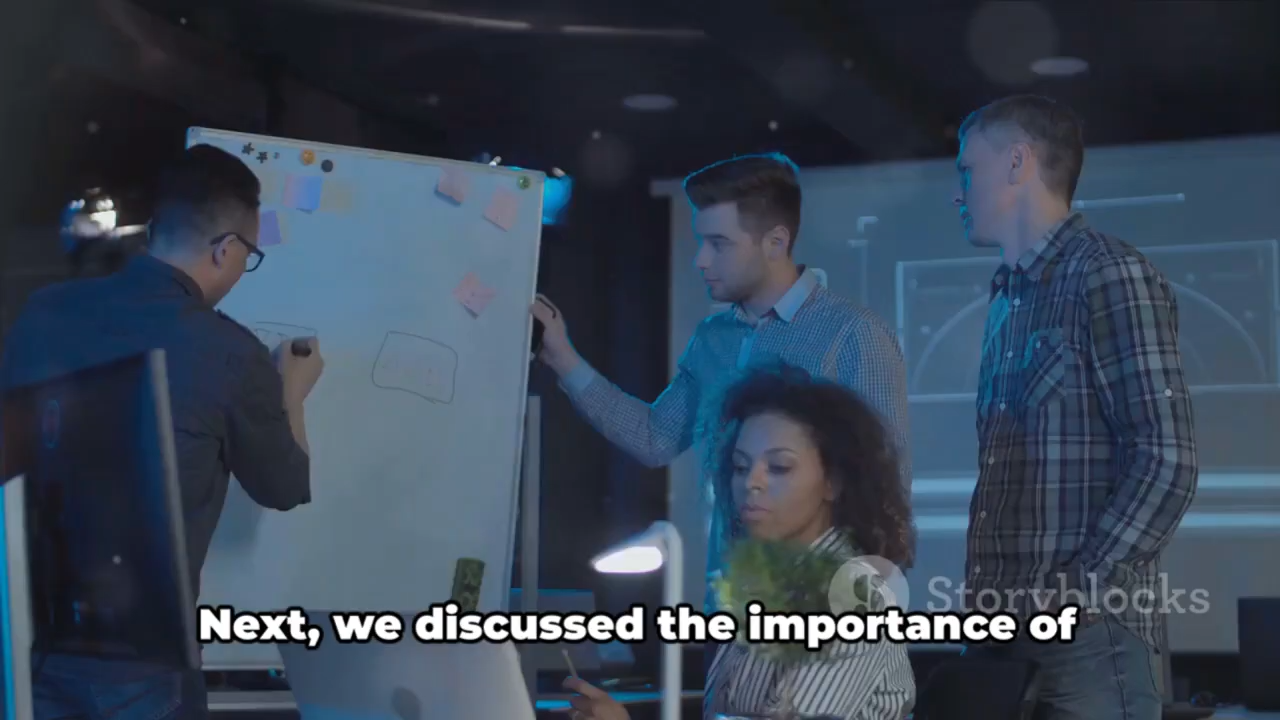 Storyblocks
Next, we discussed the importance of